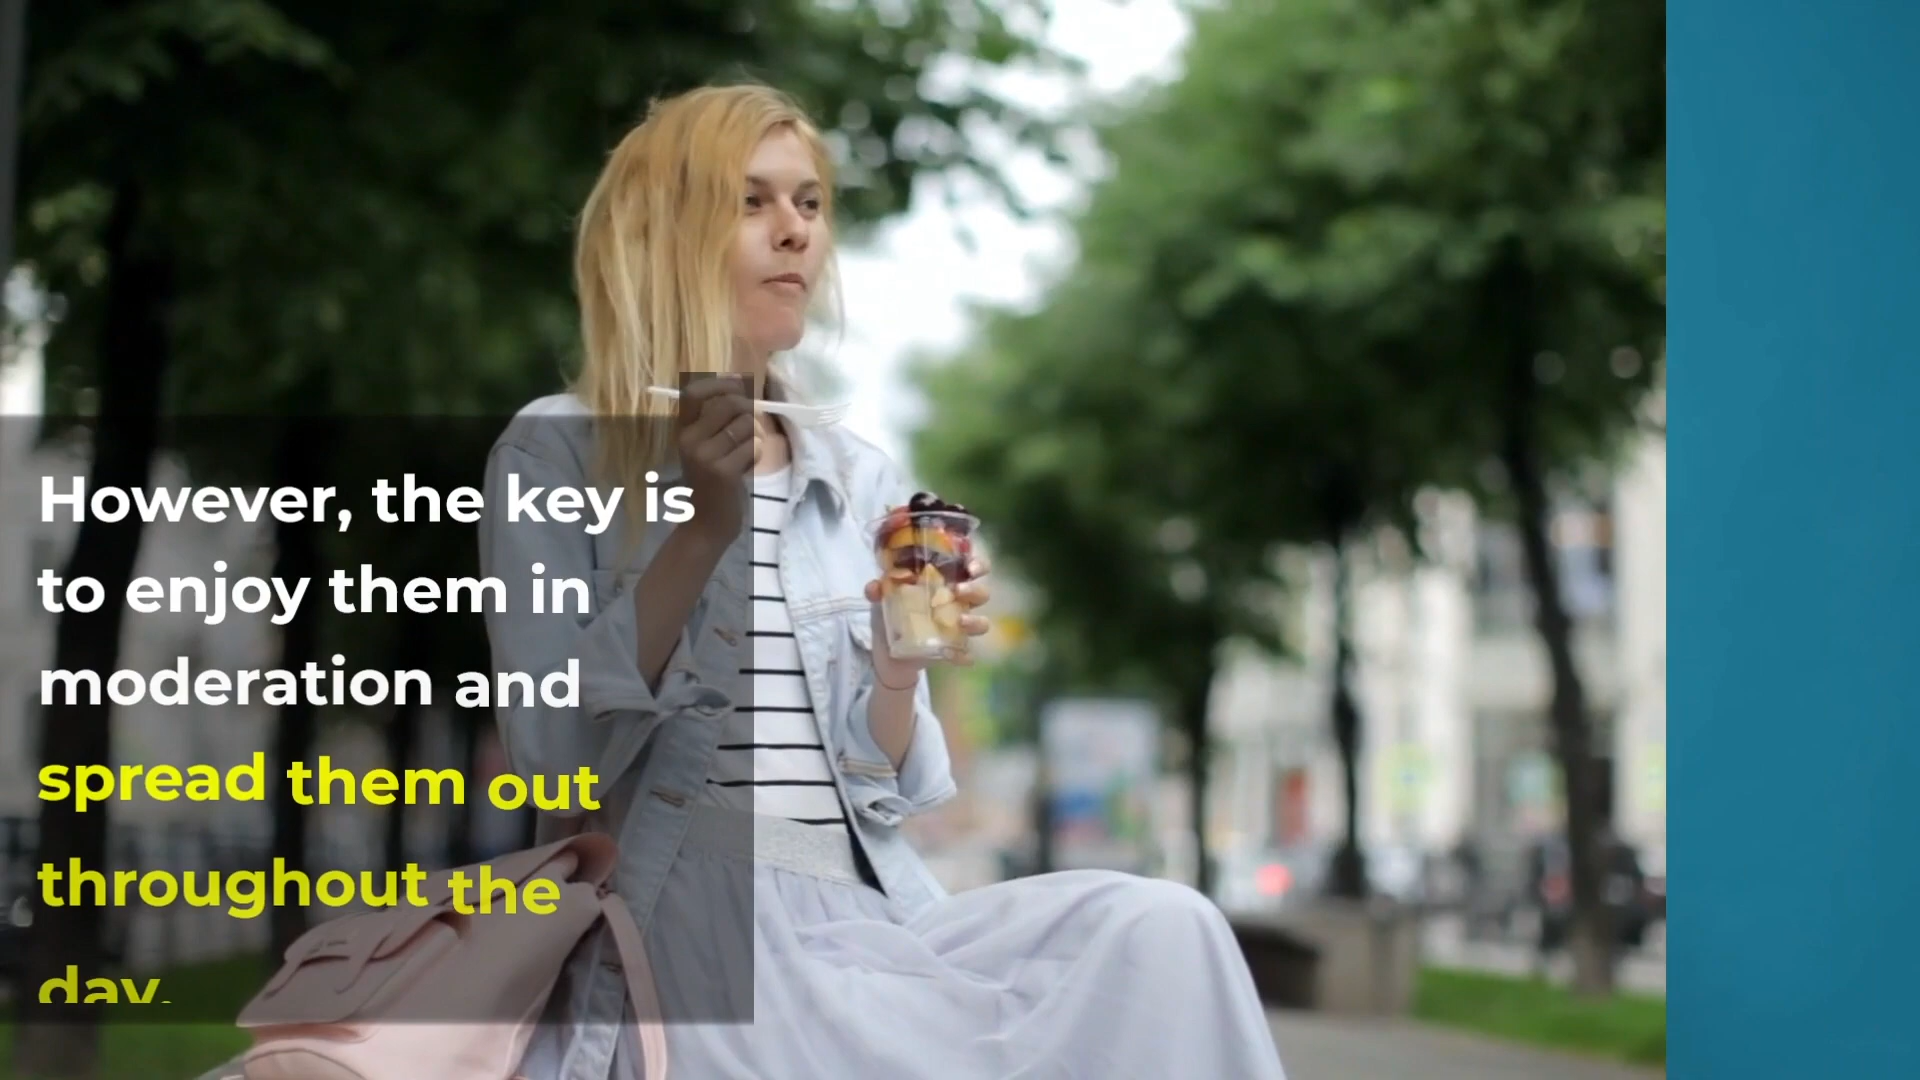 However, the key is
to enjoy them in
moderation and
spread them out
throughout the
day.